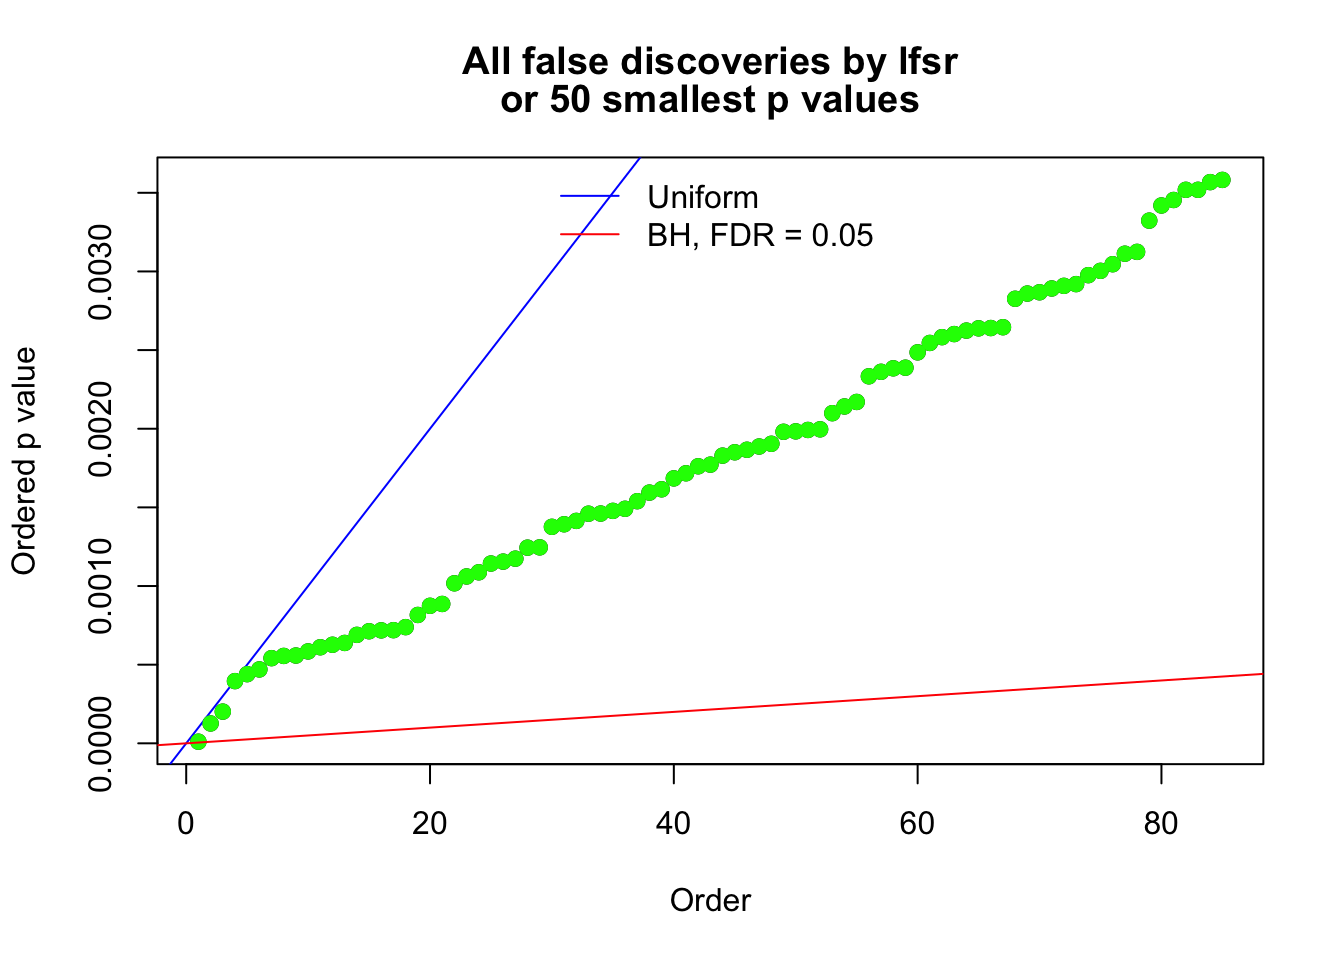 All false discoveries by lfsr
or 50 smallest p values
Uniform
BH, FDR = 0.05
0.0030
0.0020
0.0010
0.0000
Ordered p value
0 20 40 60 80
Order